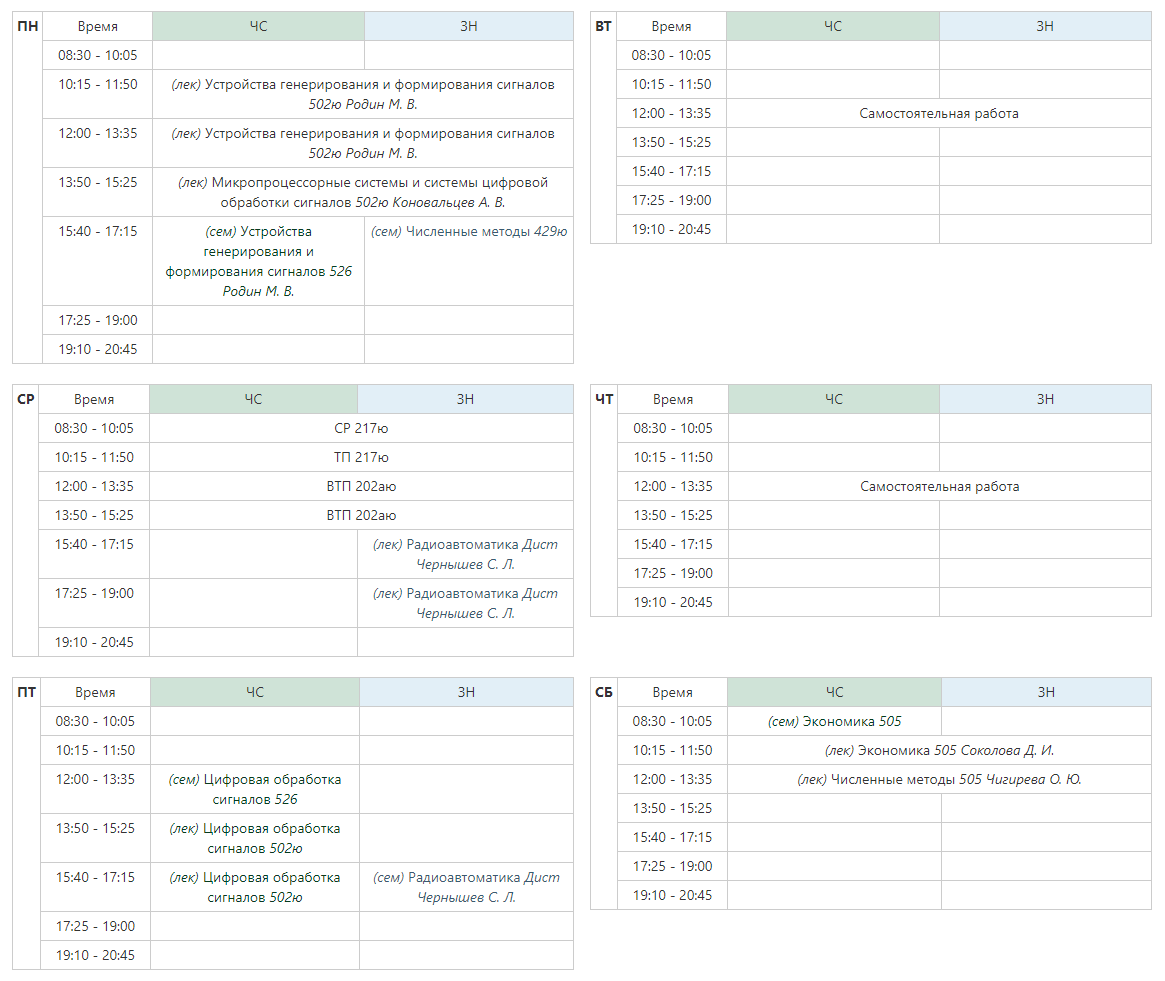 ПН Время ЧС ЗН
08:30 - 10:05
10:15 - 11:50 (лек) Устройства генерирования и формирования сигналов
502ю Родин М. В.
12:00 - 13:35 (лек) Устройства генерирования и формирования сигналов
502ю Родин М. В.
13:50 - 15:25 (лек) Микропроцессорные системы и системы цифровой
обработки сигналов 502ю Коновальцев А. В.
15:40 - 17:15 (сем) Устройства (сем) Численные методы 429ю
генерирования и
формирования сигналов 526
Родин М. В.
17:25 - 19:00
19:10 - 20:45
ВТ Время ЧС ЗН
08:30 - 10:05
10:15 - 11:50
12:00 - 13:35 Самостоятельная работа
13:50 - 15:25
15:40 - 17:15
17:25 - 19:00
19:10 - 20:45
СР Время ЧС ЗН
08:30 - 10:05 СР 217ю
10:15 - 11:50 ТП 217ю
12:00 - 13:35 ВТП 202аю
13:50 - 15:25 ВТП 202аю
15:40 - 17:15 (лек) Радиоавтоматика Дист
Чернышев С. Л.
17:25 - 19:00 (лек) Радиоавтоматика Дист
Чернышев С. Л.
19:10 - 20:45
ЧТ Время ЧС ЗН
08:30 - 10:05
10:15 - 11:50
12:00 - 13:35 Самостоятельная работа
13:50 - 15:25
15:40 - 17:15
17:25 - 19:00
19:10 - 20:45
ПТ Время ЧС ЗН
08:30 - 10:05
10:15 - 11:50
12:00 - 13:35 (сем) Цифровая обработка
сигналов 526
13:50 - 15:25 (лек) Цифровая обработка
сигналов 502ю
15:40 - 17:15 (лек) Цифровая обработка (сем) Радиоавтоматика Дист
сигналов 502ю Чернышев С. Л.
17:25 - 19:00
19:10 - 20:45
СБ Время ЧС ЗН
08:30 - 10:05 (сем) Экономика 505
10:15 - 11:50 (лек) Экономика 505 Соколова Д. И.
12:00 - 13:35 (лек) Численные методы 505 Чигирева О. Ю.
13:50 - 15:25
15:40 - 17:15
17:25 - 19:00
19:10 - 20:45